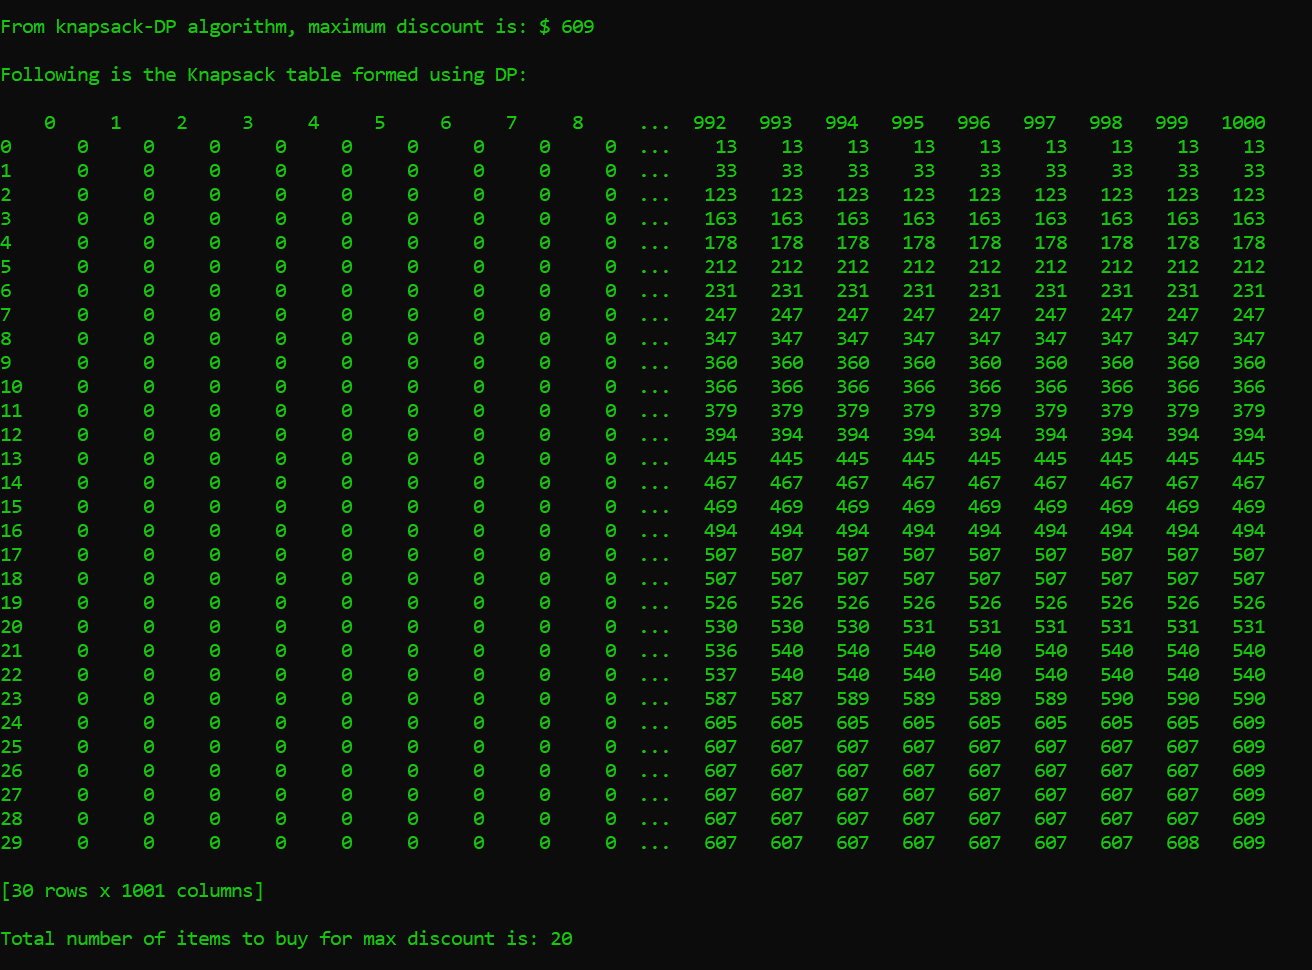 From knapsack-DP algorithm, maximum discount is: $ 609
Following is the Knapsack table formed using DP:
0 1 2 3 4 5 6 7 8 ... 992 993 994 995 996 997 998 999 1000
0 0 0 0 0 0 0 0 0 0 ... 13 13 13 13 13 13 13 13 13
1 0 0 0 0 0 0 0 0 0 ... 33 33 33 33 33 33 33 33 33
2 0 0 0 0 0 0 0 0 0 ... 123 123 123 123 123 123 123 123 123
3 0 0 0 0 0 0 0 0 0 ... 163 163 163 163 163 163 163 163 163
4 0 0 0 0 0 0 0 0 0 ... 178 178 178 178 178 178 178 178 178
5 0 0 0 0 0 0 0 0 0 ... 212 212 212 212 212 212 212 212 212
6 0 0 0 0 0 0 0 0 0 ... 231 231 231 231 231 231 231 231 231
7 0 0 0 0 0 0 0 0 0 ... 247 247 247 247 247 247 247 247 247
8 0 0 0 0 0 0 0 0 0 ... 347 347 347 347 347 347 347 347 347
9 0 0 0 0 0 0 0 0 0 ... 360 360 360 360 360 360 360 360 360
10 0 0 0 0 0 0 0 0 0 ... 366 366 366 366 366 366 366 366 366
11 0 0 0 0 0 0 0 0 0 ... 379 379 379 379 379 379 379 379 379
12 0 0 0 0 0 0 0 0 0 ... 394 394 394 394 394 394 394 394 394
13 0 0 0 0 0 0 0 0 0 ... 445 445 445 445 445 445 445 445 445
14 0 0 0 0 0 0 0 0 0 ... 467 467 467 467 467 467 467 467 467
15 0 0 0 0 0 0 0 0 0 ... 469 469 469 469 469 469 469 469 469
16 0 0 0 0 0 0 0 0 0 ... 494 494 494 494 494 494 494 494 494
17 0 0 0 0 0 0 0 0 0 ... 507 507 507 507 507 507 507 507 507
18 0 0 0 0 0 0 0 0 0 ... 507 507 507 507 507 507 507 507 507
19 0 0 0 0 0 0 0 0 0 ... 526 526 526 526 526 526 526 526 526
20 0 0 0 0 0 0 0 0 0 ... 530 530 530 531 531 531 531 531 531
21 0 0 0 0 0 0 0 0 0 ... 536 540 540 540 540 540 540 540 540
22 0 0 0 0 0 0 0 0 0 ... 537 540 540 540 540 540 540 540 540
23 0 0 0 0 0 0 0 0 0 ... 587 587 589 589 589 589 590 590 590
24 0 0 0 0 0 0 0 0 0 ... 605 605 605 605 605 605 605 605 609
25 0 0 0 0 0 0 0 0 0 ... 607 607 607 607 607 607 607 607 609
26 0 0 0 0 0 0 0 0 0 ... 607 607 607 607 607 607 607 607 609
27 0 0 0 0 0 0 0 0 0 ... 607 607 607 607 607 607 607 607 609
28 0 0 0 0 0 0 0 0 0 ... 607 607 607 607 607 607 607 607 609
29 0 0 0 0 0 0 0 0 0 ... 607 607 607 607 607 607 607 608 609
[30 rows x 1001 columns]
Total number of items to buy for max discount is: 20